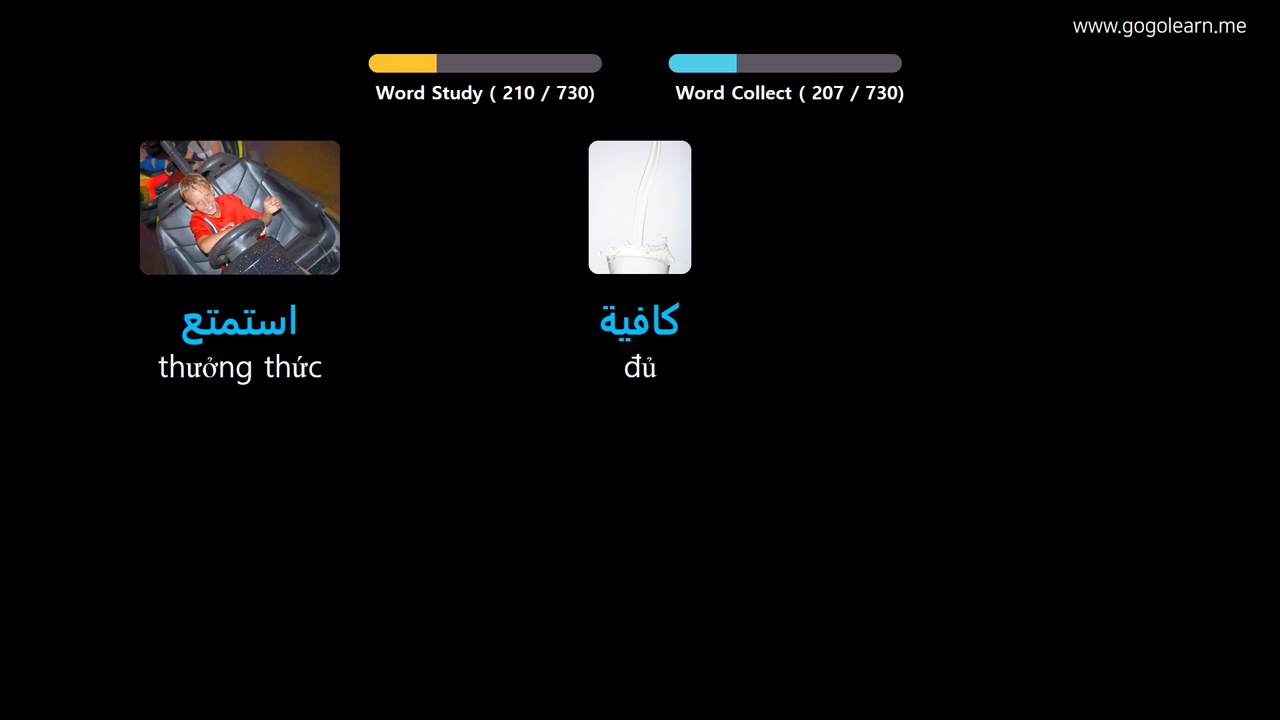 www.gogolearn.me
Word Study ( 210 / 730)
Word Collect ( 207 / 730)
استمتع
thưởng thức
كافية
đủ